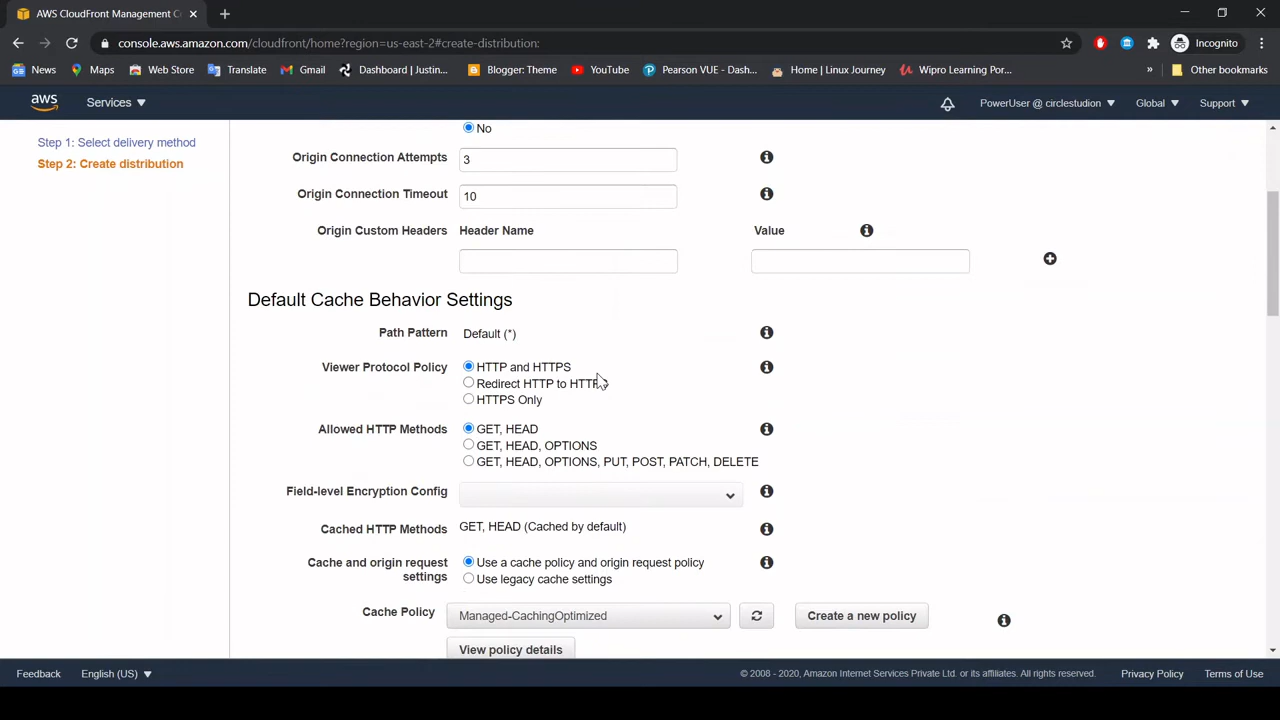 AWS CloudFront Management C
console.aws.amazon.com/cloudfront/home?region=us-east-2#create-distribution:
Incognito
News
Maps
Web Store
Translate
Gmail
Dashboard | Justin...
Blogger: Theme
YouTube
Pearson VUE - Dash...
Home | Linux Journey
Wipro Learning Por...
»
Other bookmarks
aws
Services
PowerUser @ circlestudion
Global
Support
Step 1: Select delivery method
Step 2: Create distribution
No
Origin Connection Attempts
3
Origin Connection Timeout
10
Origin Custom Headers
Header Name
Value
Default Cache Behavior Settings
Path Pattern
Default (*)
Viewer Protocol Policy
HTTP and HTTPS
Redirect HTTP to HTTPS
HTTPS Only
Allowed HTTP Methods
GET, HEAD
GET, HEAD, OPTIONS
GET, HEAD, OPTIONS, PUT, POST, PATCH, DELETE
Field-level Encryption Config
Cached HTTP Methods
GET, HEAD (Cached by default)
Cache and origin request
settings
Use a cache policy and origin request policy
Use legacy cache settings
Cache Policy
Managed-CachingOptimized
Create a new policy
View policy details
Feedback
English (US)
© 2008 - 2020, Amazon Internet Services Private Ltd. or its affiliates. All rights reserved.
Privacy Policy
Terms of Use